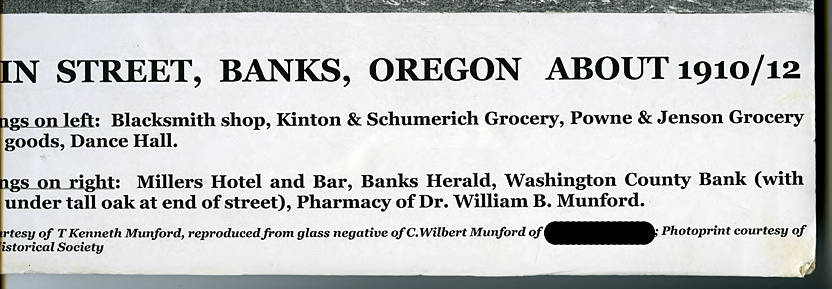 IN STREET, BANKS, OREGON ABOUT 1910/12
ngs on left: Blacksmith shop, Kinton & Schumerich Grocery, Powne & Jenson Grocery
goods, Dance Hall.
ngs on right: Millers Hotel and Bar, Banks Herald, Washington County Bank (with
under tall oak at end of street), Pharmacy of Dr. William B. Munford.
rtesy of T Kenneth Munford, reproduced from glass negative of C.Wilbert Munford of ; Photoprint courtesy of
istorical Society